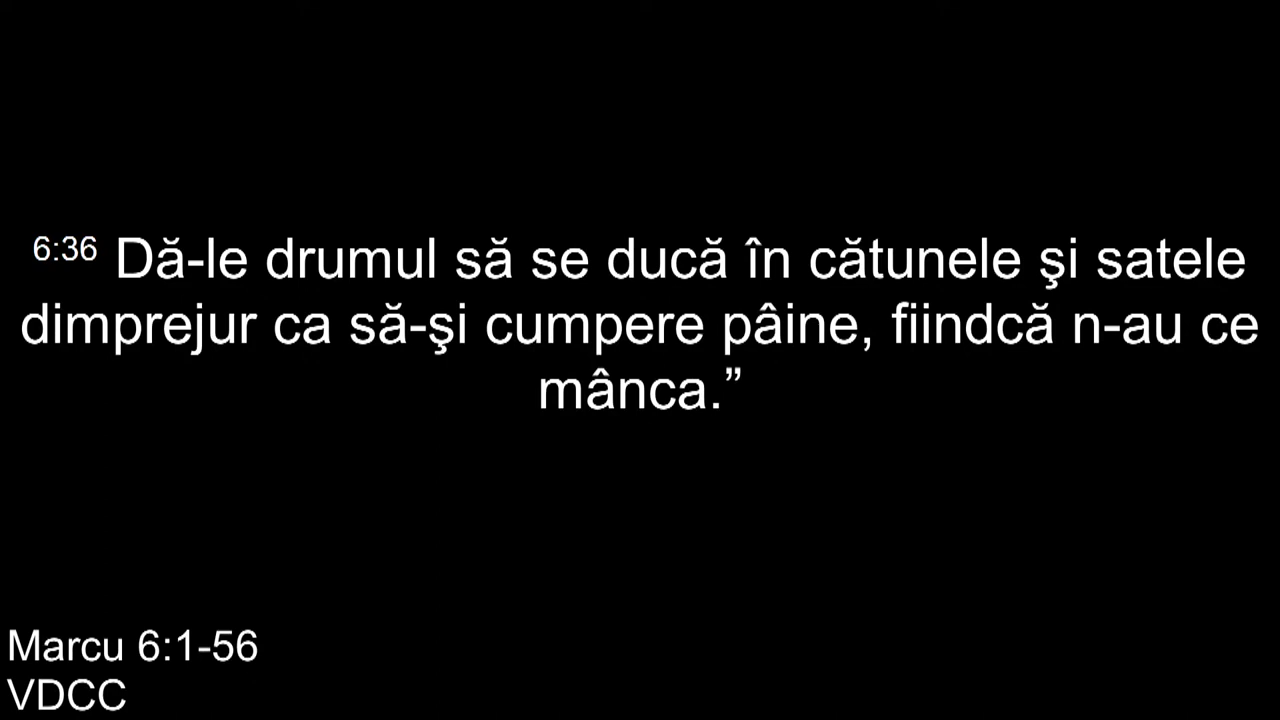 6:36 Dă-le drumul să se ducă în cătunele şi satele
dimprejur ca să-şi cumpere pâine, fiindcă n-au ce
mânca.”
Marcu 6:1-56
VDCC